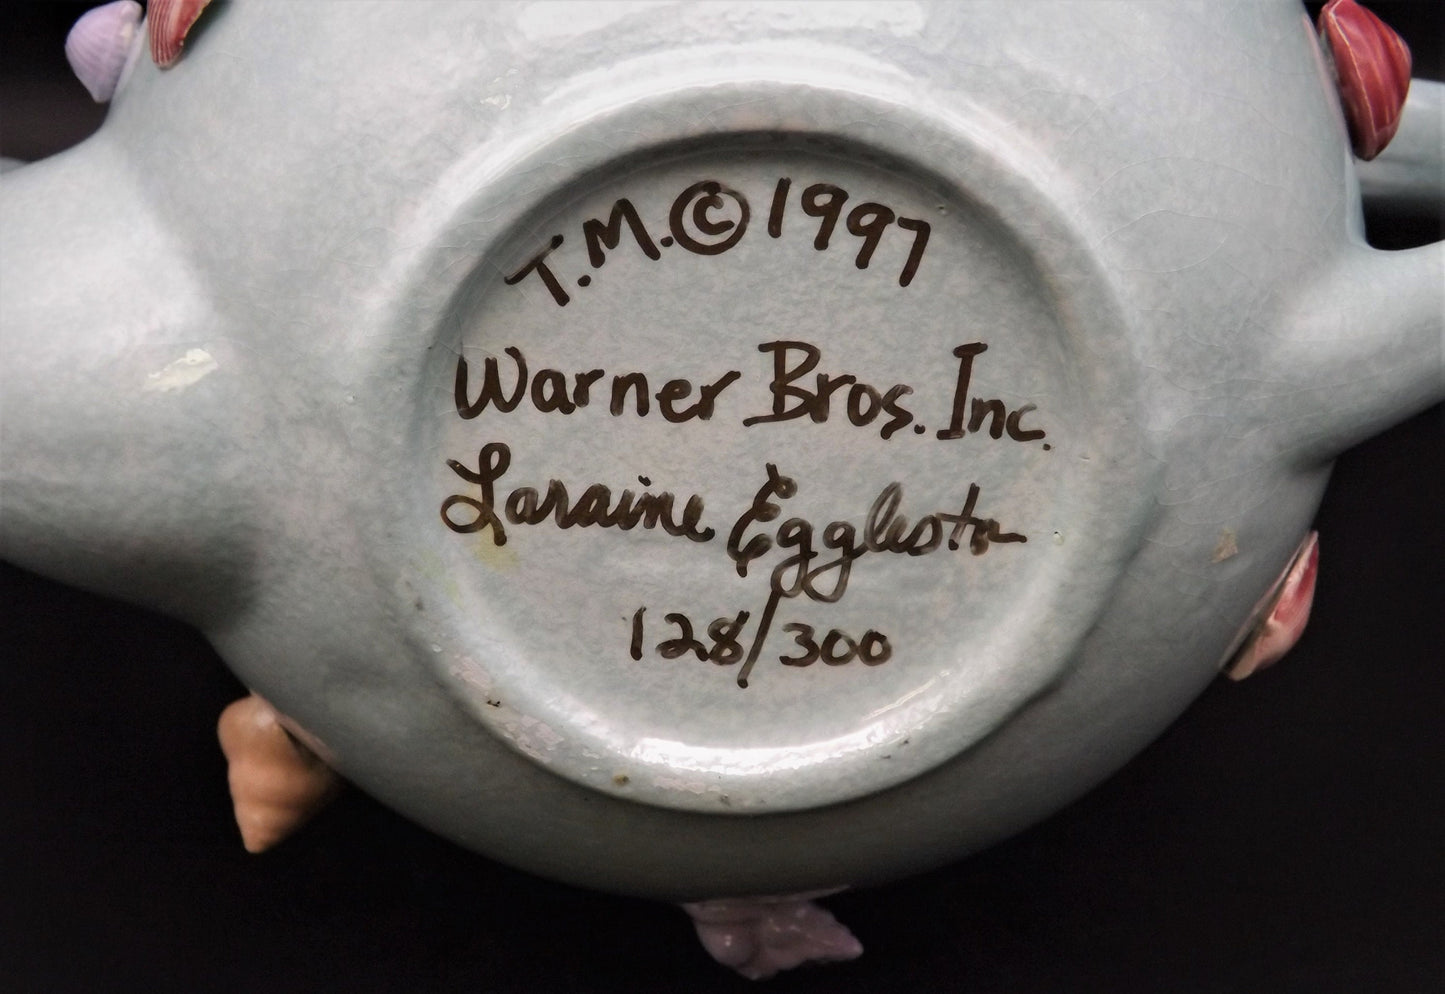 T.M.©1997
Warner Bros. Inc.
Laraine Eggleston
128/300